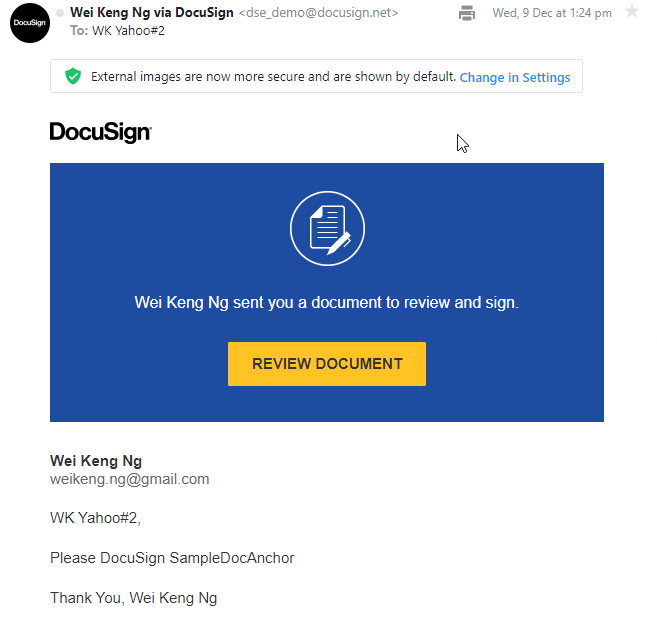 DocuSign
Wei Keng Ng via DocuSign <dse_demo@docusign.net>
Wed, 9 Dec at 1:24 pm
To: WK Yahoo#2
External images are now more secure and are shown by default. Change in Settings
DocuSign
Wei Keng Ng sent you a document to review and sign.
REVIEW DOCUMENT
Wei Keng Ng
weikeng.ng@gmail.com
WK Yahoo#2,
Please DocuSign SampleDocAnchor
Thank You, Wei Keng Ng